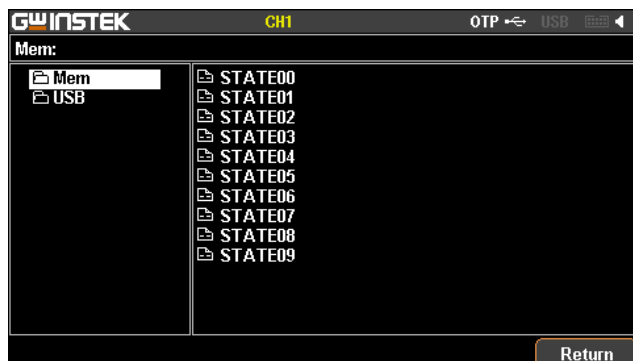 GWINSTEK CH1 OTP USB
Mem:
Mem
USB
STATE00
STATE01
STATE02
STATE03
STATE04
STATE05
STATE06
STATE07
STATE08
STATE09
Return